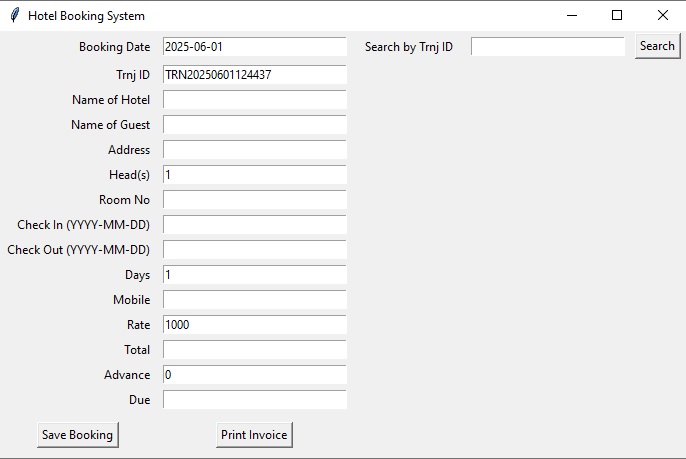 Hotel Booking System
Booking Date 2025-06-01 Search by Trnj ID Search
Trnj ID TRN20250601124437
Name of Hotel
Name of Guest
Address
Head(s) 1
Room No
Check In (YYYY-MM-DD)
Check Out (YYYY-MM-DD)
Days 1
Mobile
Rate 1000
Total
Advance 0
Due
Save Booking Print Invoice